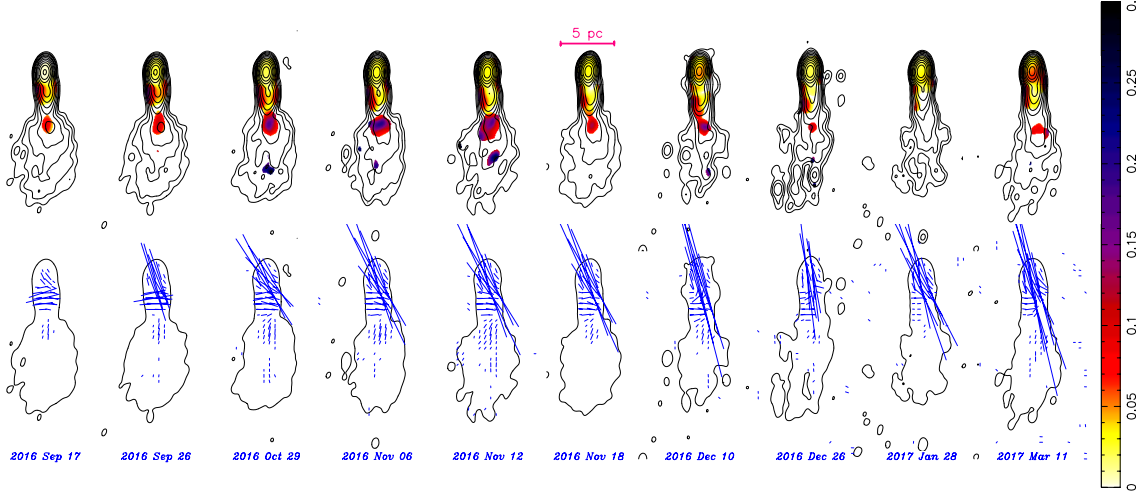 5 pc
2016 Sep 17
2016 Sep 26
2016 Oct 29
2016 Nov 06
2016 Nov 12
2016 Nov 18
2016 Dec 10
2016 Dec 26
2017 Jan 28
2017 Mar 11
0.25
0.2
0.15
0.1
0.05
0